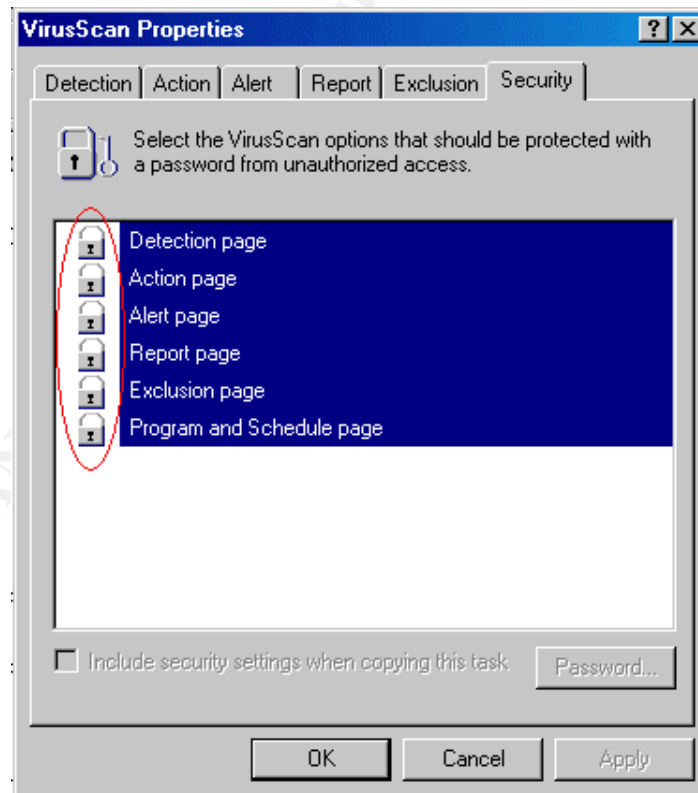 VirusScan Properties
Detection Action Alert Report Exclusion Security
Select the VirusScan options that should be protected with
a password from unauthorized access.
Detection page
Action page
Alert page
Report page
Exclusion page
Program and Schedule page
Include security settings when copying this task.
Password...
OK Cancel Apply